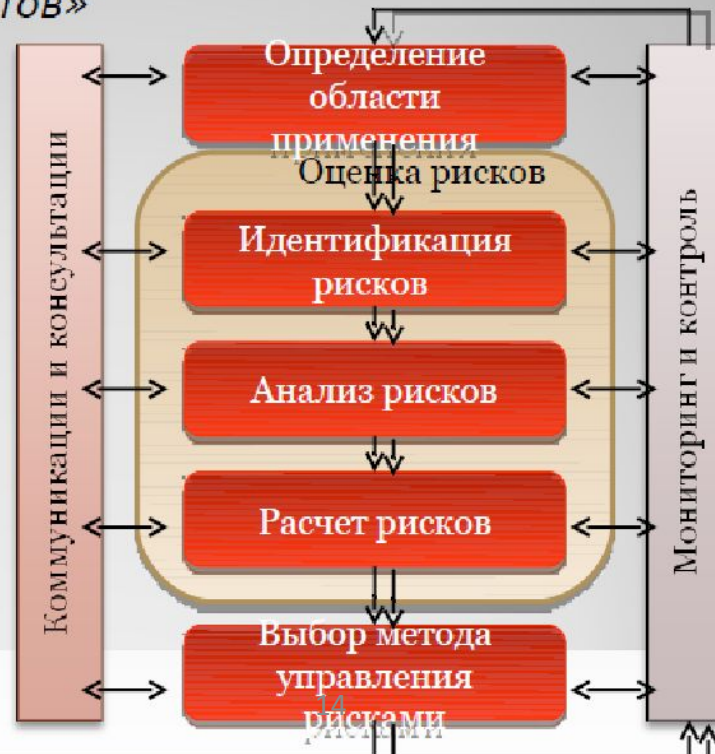 тов»
Определение
области
применения
Оценка рисков
Идентификация
рисков
Анализ рисков
Расчет рисков
Выбор метода
управления
рисками
14
Коммуникации и консультации
Мониторинг и контроль